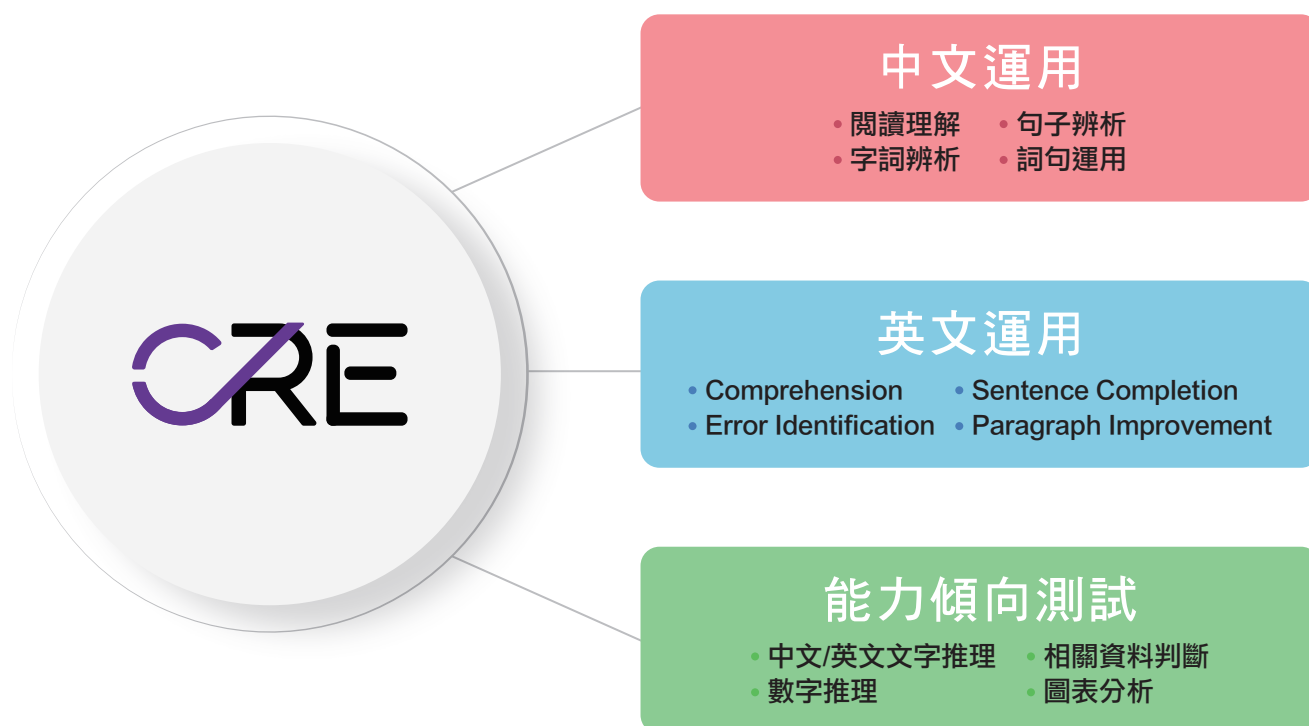 CRE
中文運用
• 閱讀理解 • 句子辨析
• 字詞辨析 • 詞句運用
英文運用
• Comprehension • Sentence Completion
• Error Identification • Paragraph Improvement
能力傾向測試
• 中文/英文文字推理 • 相關資料判斷
• 數字推理 • 圖表分析